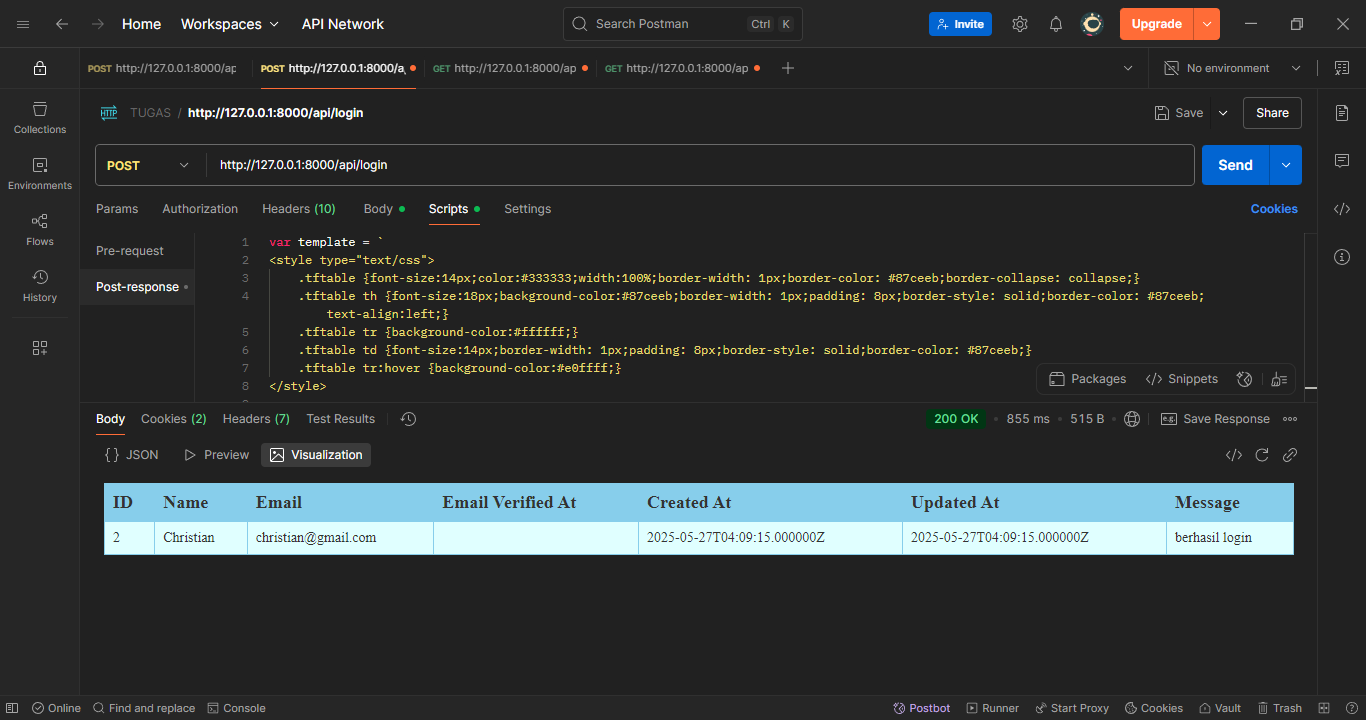 Home Workspaces API Network Search Postman Ctrl K Invite Upgrade
POST http://127.0.0.1:8000/ap POST http://127.0.0.1:8000/a GET http://127.0.0.1:8000/ap GET http://127.0.0.1:8000/ap No environment
HTTP TUGAS / http://127.0.0.1:8000/api/login Save Share
Collections
POST http://127.0.0.1:8000/api/login Send
Environments
Params Authorization Headers (10) Body Scripts Settings Cookies
Flows
History
Pre-request
Post-response
1 var template = `
2 <style type="text/css">
3 .tftable {font-size:14px;color:#333333;width:100%;border-width: 1px;border-color: #87ceeb;border-collapse: collapse;}
4 .tftable th {font-size:18px;background-color:#87ceeb;border-width: 1px;padding: 8px;border-style: solid;border-color: #87ceeb;
text-align:left;}
5 .tftable tr {background-color:#ffffff;}
6 .tftable td {font-size:14px;border-width: 1px;padding: 8px;border-style: solid;border-color: #87ceeb;}
7 .tftable tr:hover {background-color:#e0ffff;}
8 </style>
Packages Snippets
Body Cookies (2) Headers (7) Test Results 200 OK 855 ms 515 B e.g. Save Response
{} JSON Preview Visualization
ID Name Email Email Verified At Created At Updated At Message
2 Christian christian@gmail.com 2025-05-27T04:09:15.000000Z 2025-05-27T04:09:15.000000Z berhasil login
Online Find and replace Console Postbot Runner Start Proxy Cookies Vault Trash